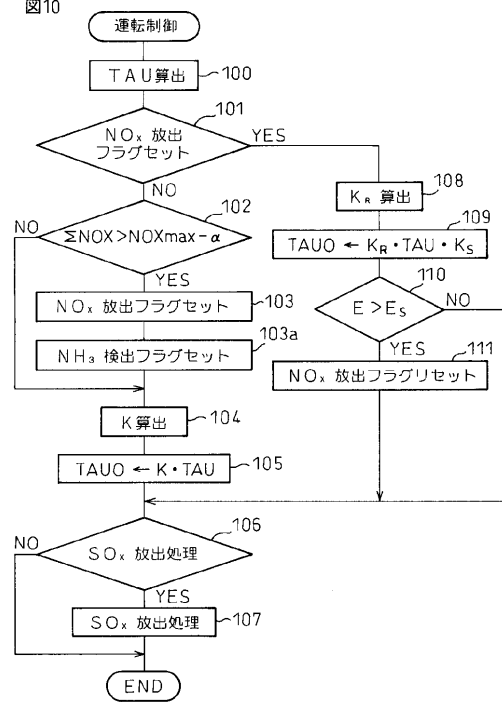 図10
運転制御
TAU算出
100
101
NOx 放出
フラグセット
YES
NO
102
NO
ΣNOX>NOXmax-α
YES
NOx 放出フラグセット
103
103a
NH3 検出フラグセット
K算出
104
TAUO ← K・TAU
105
108
KR 算出
109
TAUO ← KR・TAU・KS
110
E>ES
NO
YES
111
NOx 放出フラグリセット
106
NO
SOx 放出処理
YES
SOx 放出処理
107
END